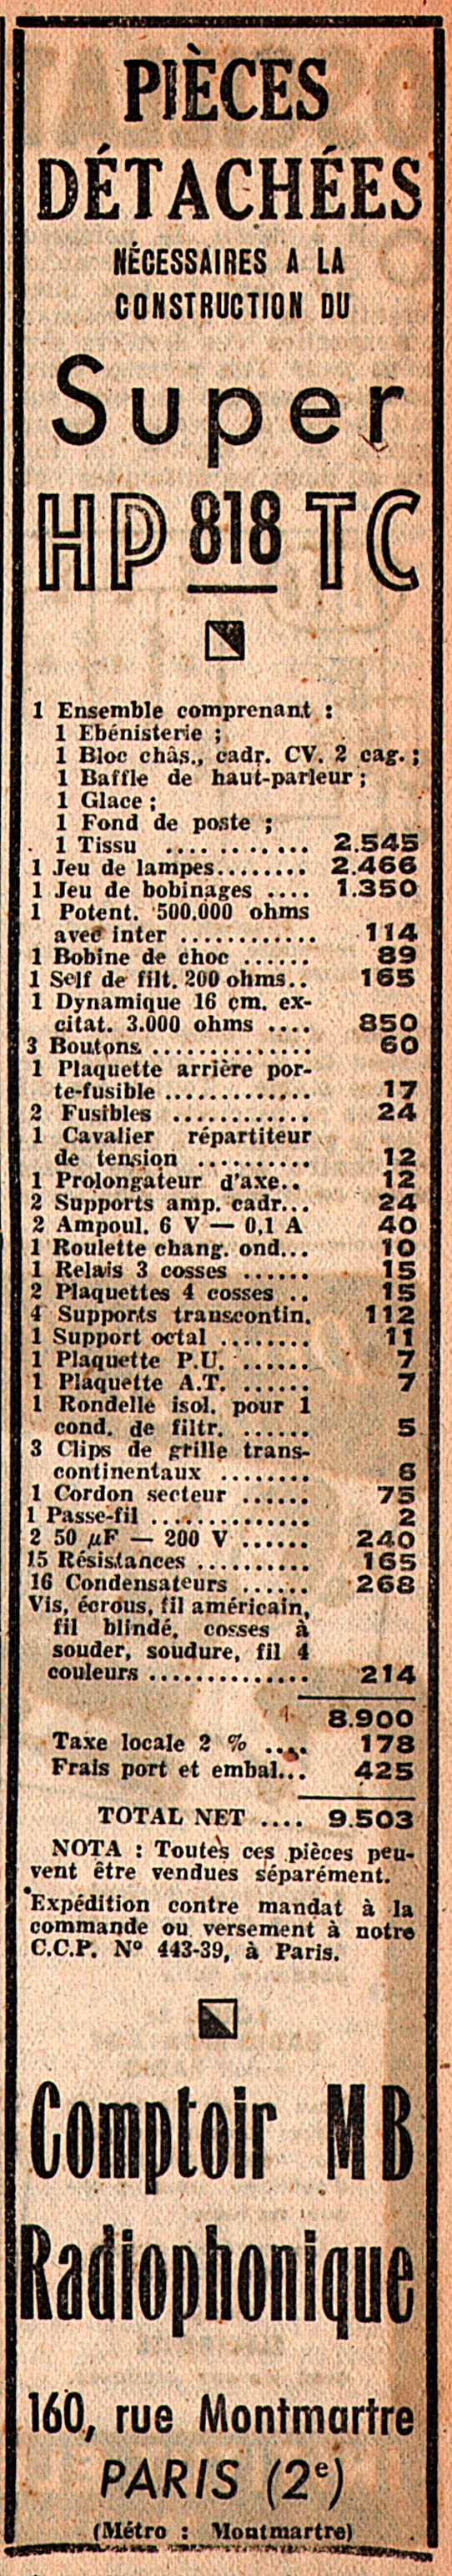 PIÈCES
DÉTACHÉES
NÉCESSAIRES A LA
CONSTRUCTION DU
Super
HP 818 TC
1 Ensemble comprenant :
1 Ebénisterie ;
1 Bloc châs., cadr. CV. 2 cag. ;
1 Baffle de haut-parleur ;
1 Glace ;
1 Fond de poste ;
1 Tissu .......... 2.545
1 Jeu de lampes........ 2.466
1 Jeu de bobinages .... 1.350
1 Potent. 500.000 ohms
avec inter ............ 114
1 Bobine de choc ...... 89
1 Self de filt. 200 ohms.. 165
1 Dynamique 16 cm. ex-
citat. 3.000 ohms .... 850
3 Boutons .............. 60
1 Plaquette arrière por-
te-fusible ............. 17
2 Fusibles ............ 24
1 Cavalier répartiteur
de tension .......... 12
1 Prolongateur d'axe.. 12
2 Supports amp. cadr... 24
2 Ampoul. 6 V — 0,1 A 40
1 Roulette chang. ond... 10
1 Relais 3 cosses ...... 15
2 Plaquettes 4 cosses .. 15
4 Supports transcontin. 112
1 Support octal ........ 11
1 Plaquette P.U. ...... 7
1 Plaquette A.T. ...... 7
1 Rondelle isol. pour 1
cond. de filtr. ...... 5
3 Clips de grille trans-
continentaux ........ 6
1 Cordon secteur ...... 75
1 Passe-fil .............. 2
2 50 µF — 200 V ...... 240
15 Résistances .......... 165
16 Condensateurs ...... 268
Vis, écrous, fil américain,
fil blindé, cosses à
souder, soudure, fil 4
couleurs .............. 214
8.900
Taxe locale 2 % .... 178
Frais port et embal... 425
TOTAL NET .... 9.503
NOTA : Toutes ces pièces peu-
vent être vendues séparément.
Expédition contre mandat à la
commande ou versement à notre
C.C.P. N° 443-39, à Paris.
Comptoir MB
Radiophonique
160, rue Montmartre
PARIS (2e)
(Métro : Montmartre)